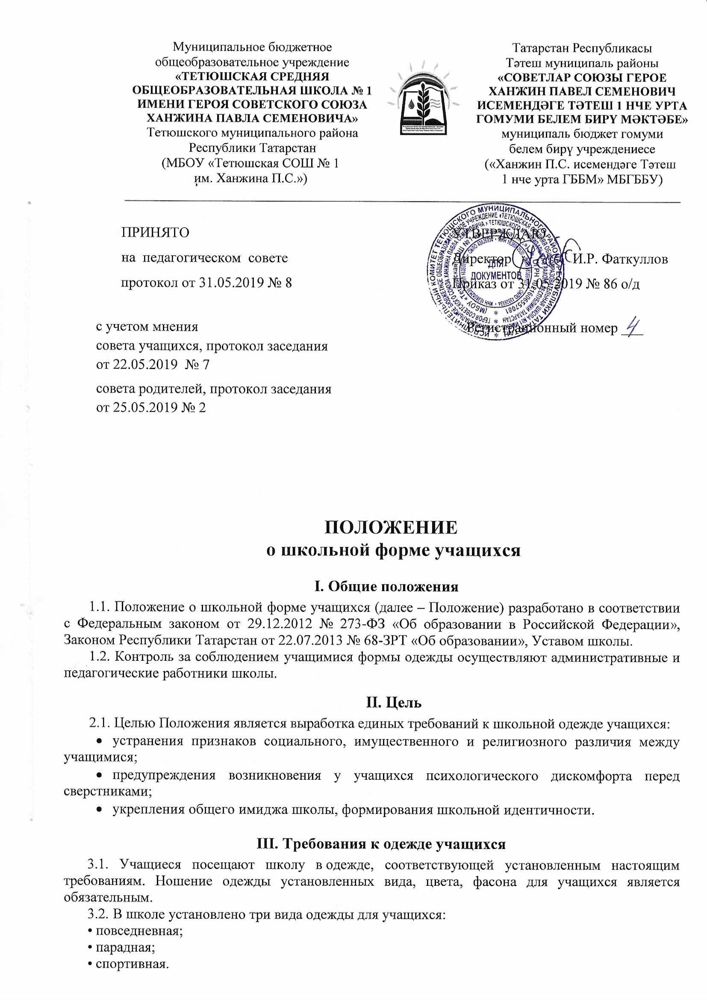 Муниципальное бюджетное
общеобразовательное учреждение
«ТЕТЮШСКАЯ СРЕДНЯЯ
ОБЩЕОБРАЗОВАТЕЛЬНАЯ ШКОЛА № 1
ИМЕНИ ГЕРОЯ СОВЕТСКОГО СОЮЗА
ХАНЖИНА ПАВЛА СЕМЕНОВИЧА»
Тетюшского муниципального района
Республики Татарстан
(МБОУ «Тетюшская СОШ № 1
им. Ханжина П.С.»)
Татарстан Республикасы
Тәтеш муниципаль районы
«СОВЕТЛАР СОЮЗЫ ГЕРОЕ
ХАНЖИН ПАВЕЛ СЕМЕНОВИЧ
ИСЕМЕНДӘГЕ ТӘТЕШ 1 НЧЕ УРТА
ГОМУМИ БЕЛЕМ БИРҮ МӘКТӘБЕ»
муниципаль бюджет гомуми
белем бирү учреждениесе
(«Ханжин П.С. исемендәге Тәтеш
1 нче урта ГББМ» МБГББУ)
ПРИНЯТО
на педагогическом совете
протокол от 31.05.2019 № 8
УТВЕРЖДАЮ
Директор И.Р. Фаткуллов
Приказ от 31.05.2019 № 86 о/д
Регистрационный номер 4
ДЛЯ
ДОКУМЕНТОВ
с учетом мнения
совета учащихся, протокол заседания
от 22.05.2019 № 7
совета родителей, протокол заседания
от 25.05.2019 № 2
ПОЛОЖЕНИЕ
о школьной форме учащихся
I. Общие положения
1.1. Положение о школьной форме учащихся (далее – Положение) разработано в соответствии
с Федеральным законом от 29.12.2012 № 273-ФЗ «Об образовании в Российской Федерации»,
Законом Республики Татарстан от 22.07.2013 № 68-ЗРТ «Об образовании», Уставом школы.
1.2. Контроль за соблюдением учащимися формы одежды осуществляют административные и
педагогические работники школы.
II. Цель
2.1. Целью Положения является выработка единых требований к школьной одежде учащихся:
• устранения признаков социального, имущественного и религиозного различия между
учащимися;
• предупреждения возникновения у учащихся психологического дискомфорта перед
сверстниками;
• укрепления общего имиджа школы, формирования школьной идентичности.
III. Требования к одежде учащихся
3.1. Учащиеся посещают школу в одежде, соответствующей установленным настоящим
требованиям. Ношение одежды установленных вида, цвета, фасона для учащихся является
обязательным.
3.2. В школе установлено три вида одежды для учащихся:
• повседневная;
• парадная;
• спортивная.